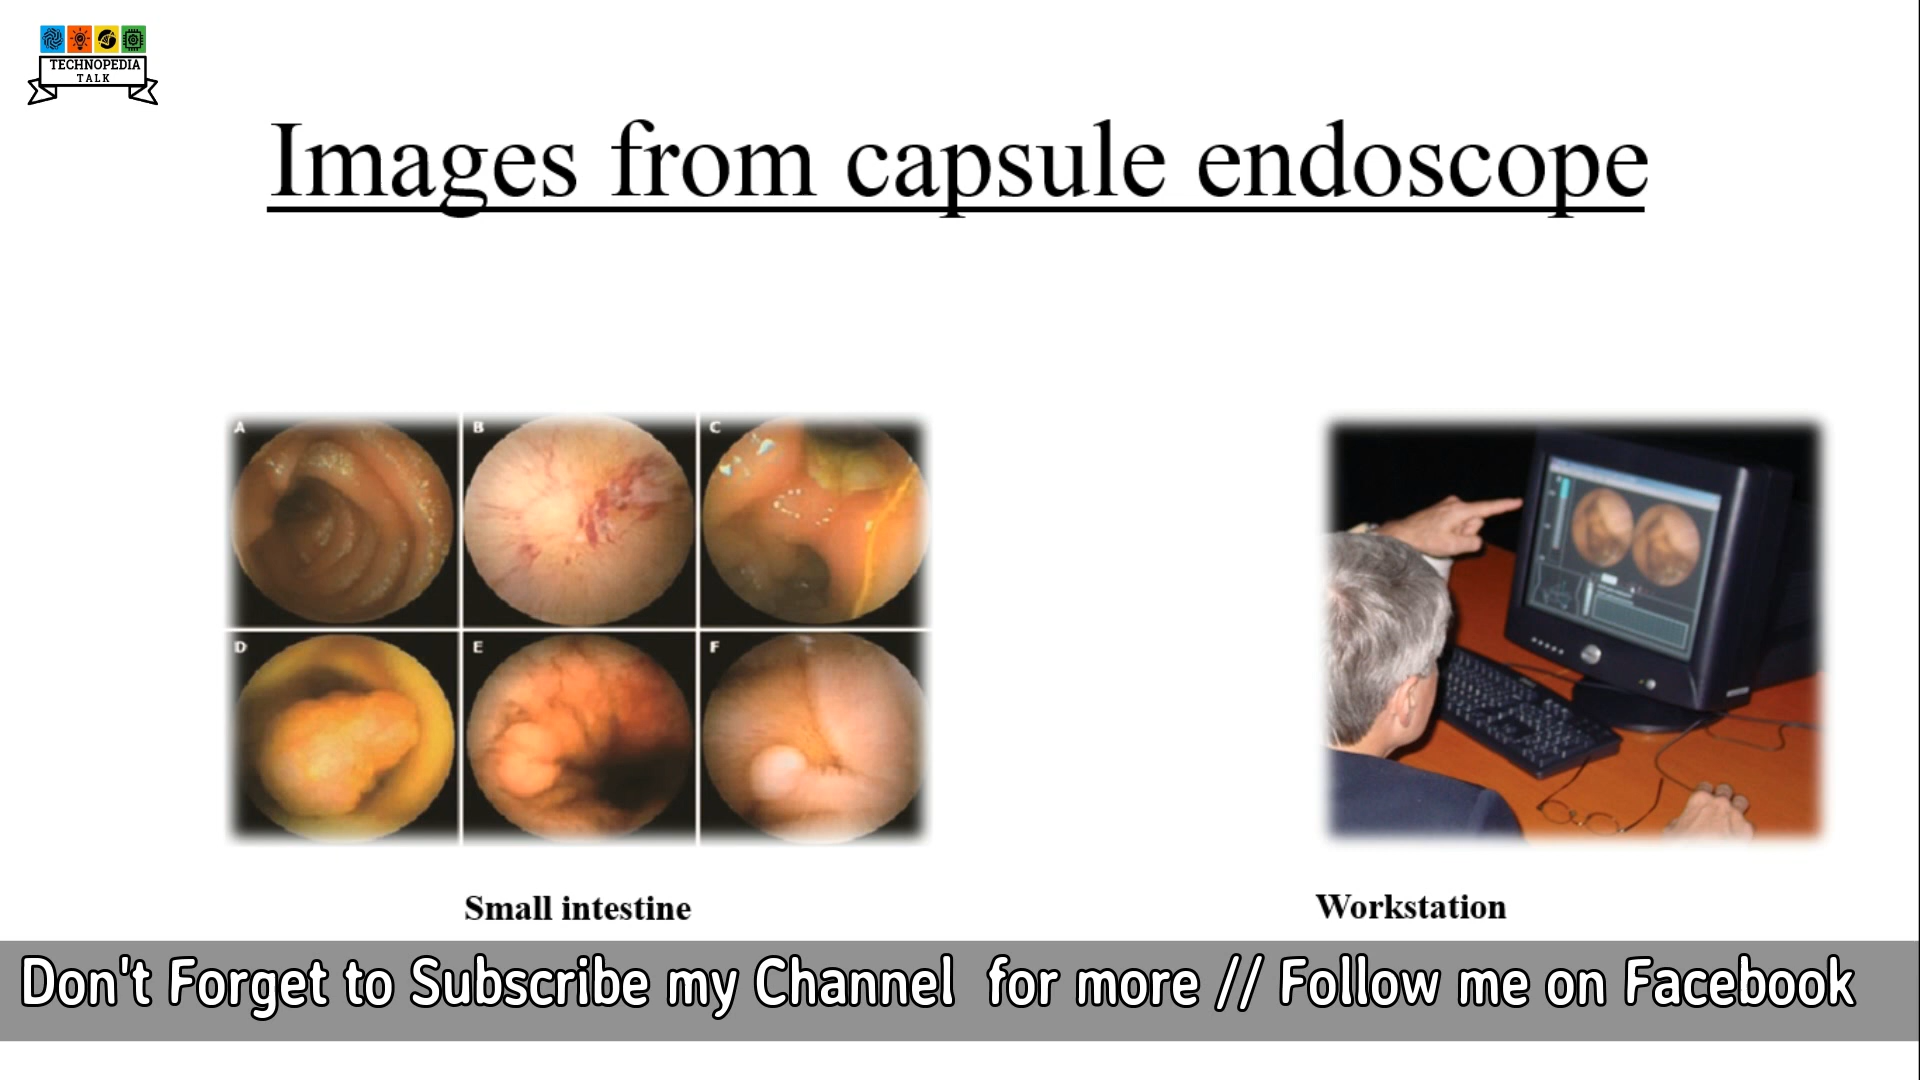 TECHNOPEDIA
TALK
Images from capsule endoscope
A
B
C
D
E
F
Small intestine
Workstation
Don't Forget to Subscribe my Channel  for more // Follow me on Facebook